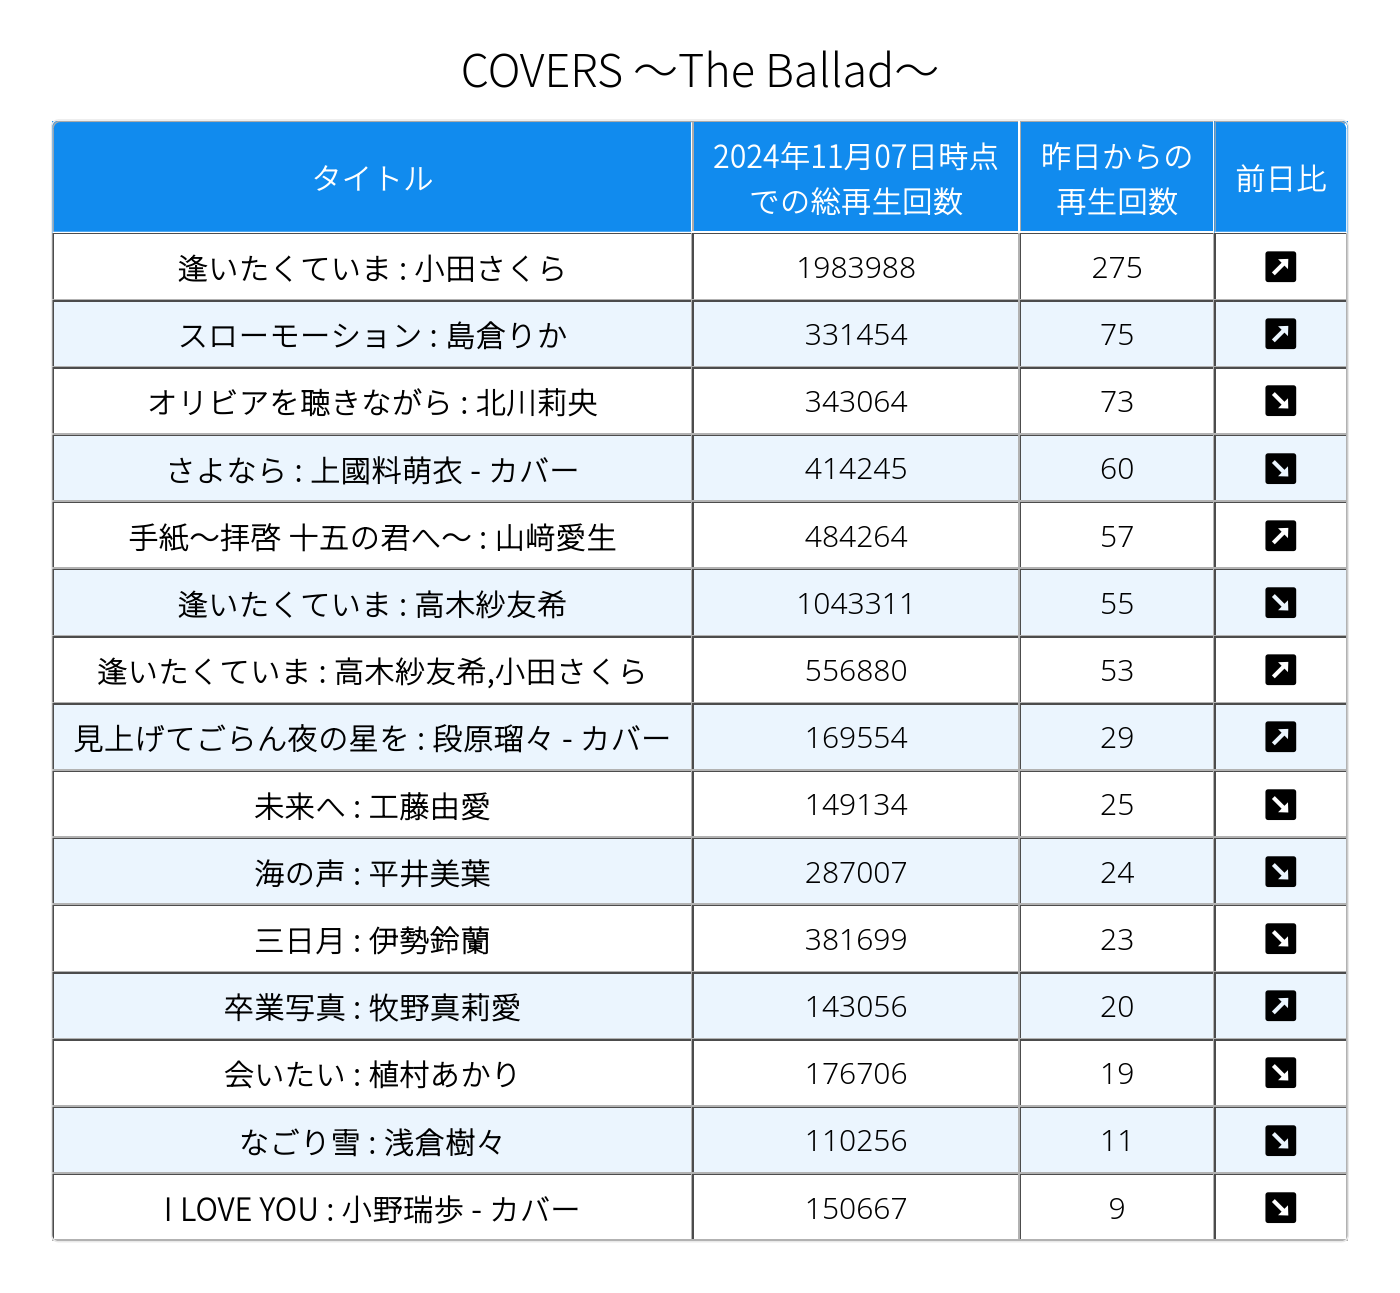 COVERS ～The Ballad～
タイトル
2024年11月07日時点
での総再生回数
昨日からの
再生回数
前日比
逢いたくていま : 小田さくら 1983988 275
スローモーション : 島倉りか 331454 75
オリビアを聴きながら : 北川莉央 343064 73
さよなら : 上國料萌衣 - カバー 414245 60
手紙～拝啓 十五の君へ～ : 山﨑愛生 484264 57
逢いたくていま : 高木紗友希 1043311 55
逢いたくていま : 高木紗友希,小田さくら 556880 53
見上げてごらん夜の星を : 段原瑠々 - カバー 169554 29
未来へ : 工藤由愛 149134 25
海の声 : 平井美葉 287007 24
三日月 : 伊勢鈴蘭 381699 23
卒業写真 : 牧野真莉愛 143056 20
会いたい : 植村あかり 176706 19
なごり雪 : 浅倉樹々 110256 11
I LOVE YOU : 小野瑞歩 - カバー 150667 9